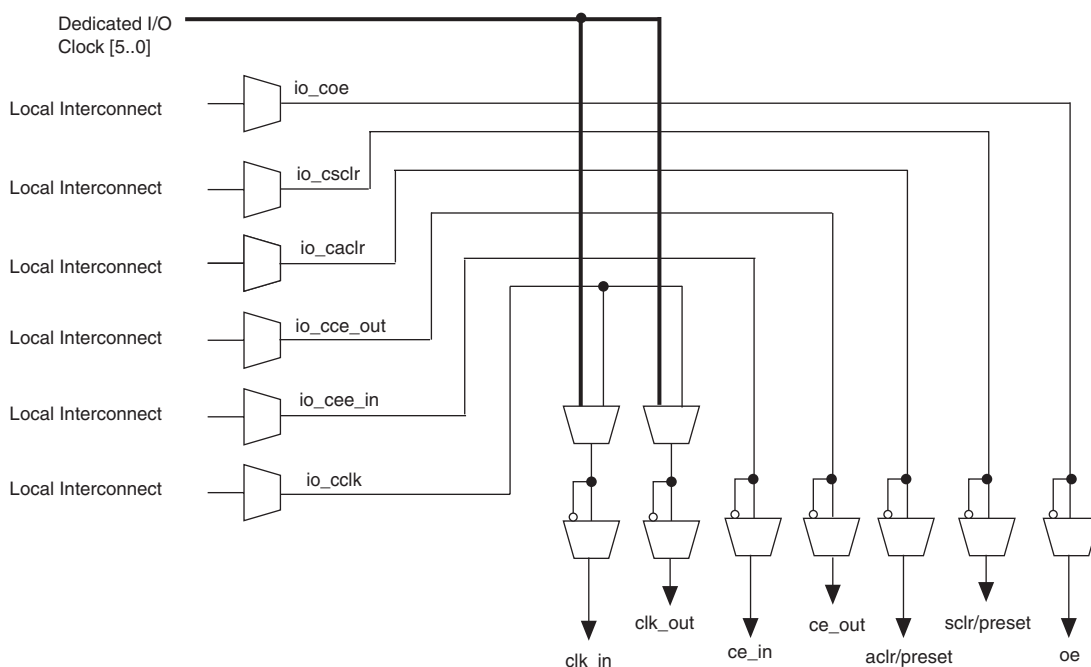 Dedicated I/O
Clock [5..0]
Local Interconnect
io_coe
Local Interconnect
io_csclr
Local Interconnect
io_caclr
Local Interconnect
io_cce_out
Local Interconnect
io_cee_in
Local Interconnect
io_cclk
clk_in
clk_out
ce_in
ce_out
aclr/preset
sclr/preset
oe